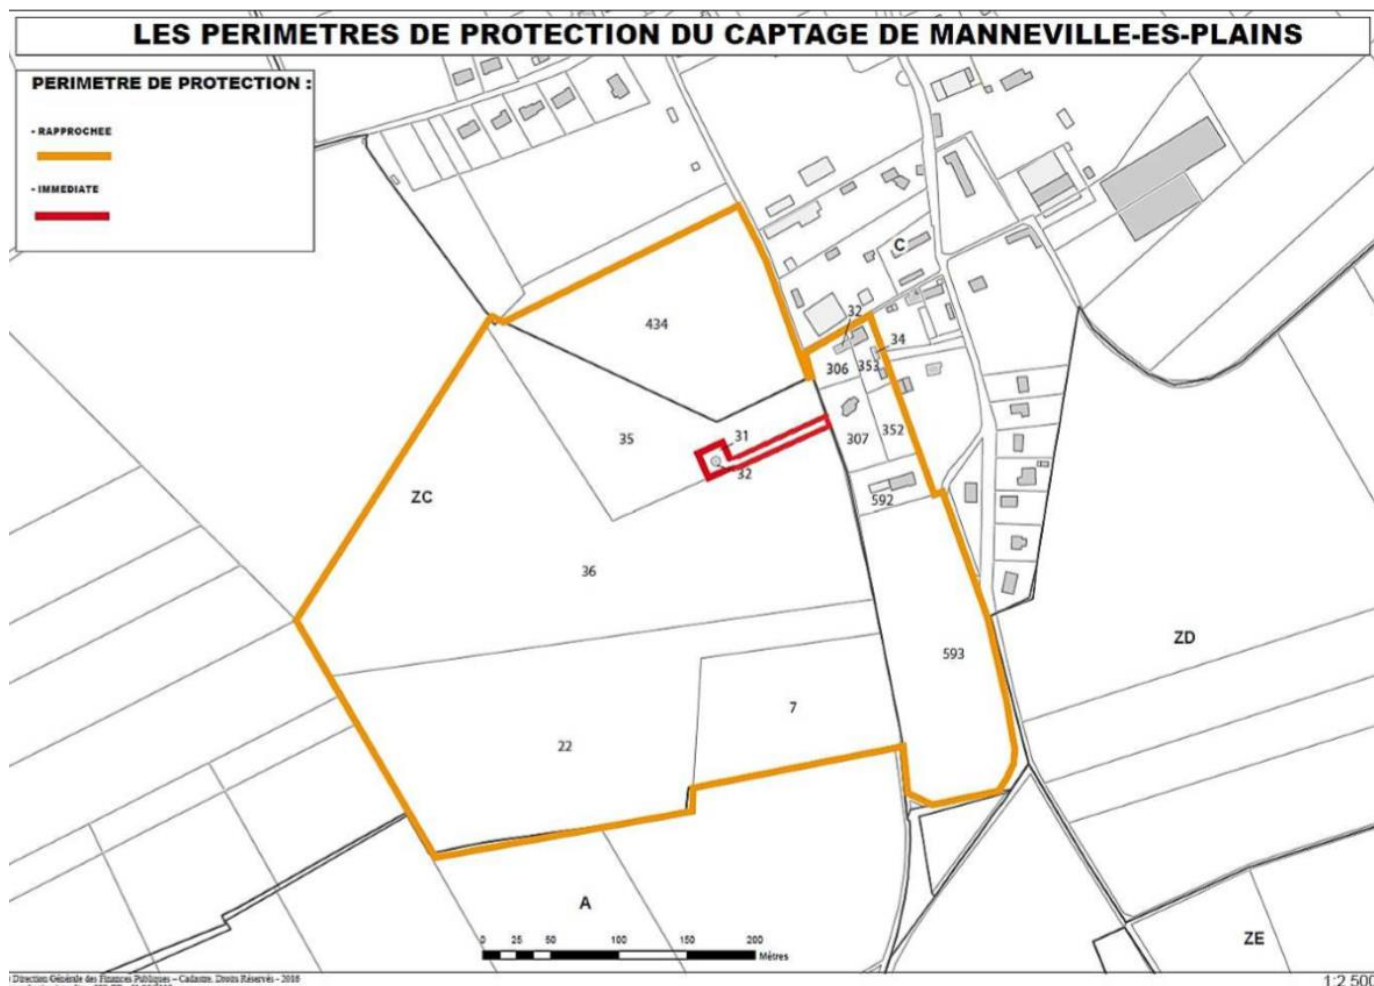 LES PERIMETRES DE PROTECTION DU CAPTAGE DE MANNEVILLE-ES-PLAINS
PERIMETRE DE PROTECTION :
- RAPPROCHEE
- IMMEDIATE
C
434
32
34
306
353
35
31
307
352
32
ZC
592
36
593
ZD
7
22
A
ZE
0 25 50 100 150 200
Mètres
Direction Générale des Finances Publiques – Cadastre, Droits Réservés - 2016
1:2 500